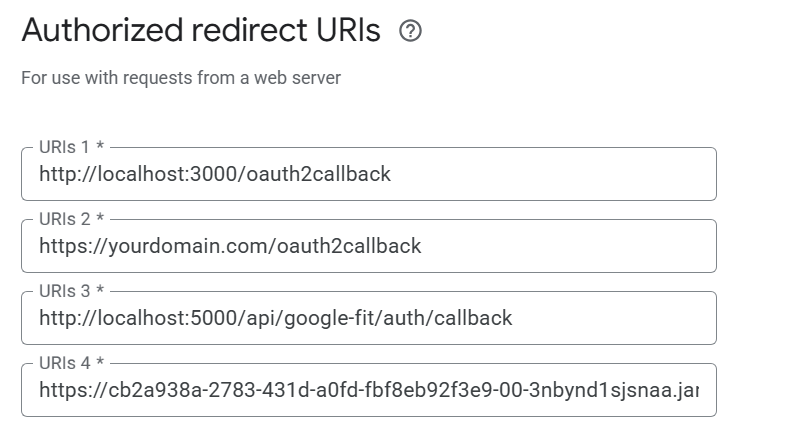 Authorized redirect URIs
For use with requests from a web server
URIs 1 *
http://localhost:3000/oauth2callback
URIs 2 *
https://yourdomain.com/oauth2callback
URIs 3 *
http://localhost:5000/api/google-fit/auth/callback
URIs 4 *
https://cb2a938a-2783-431d-a0fd-fbf8eb92f3e9-00-3nbynd1sjsnaa.jan